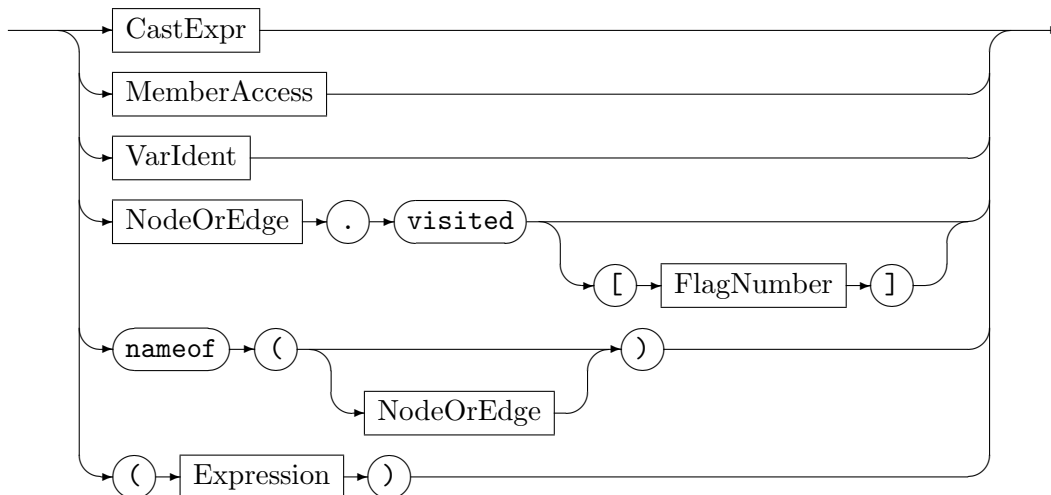 CastExpr
MemberAccess
VarIdent
NodeOrEdge . visited
[ FlagNumber ]
nameof ( )
NodeOrEdge
( Expression )